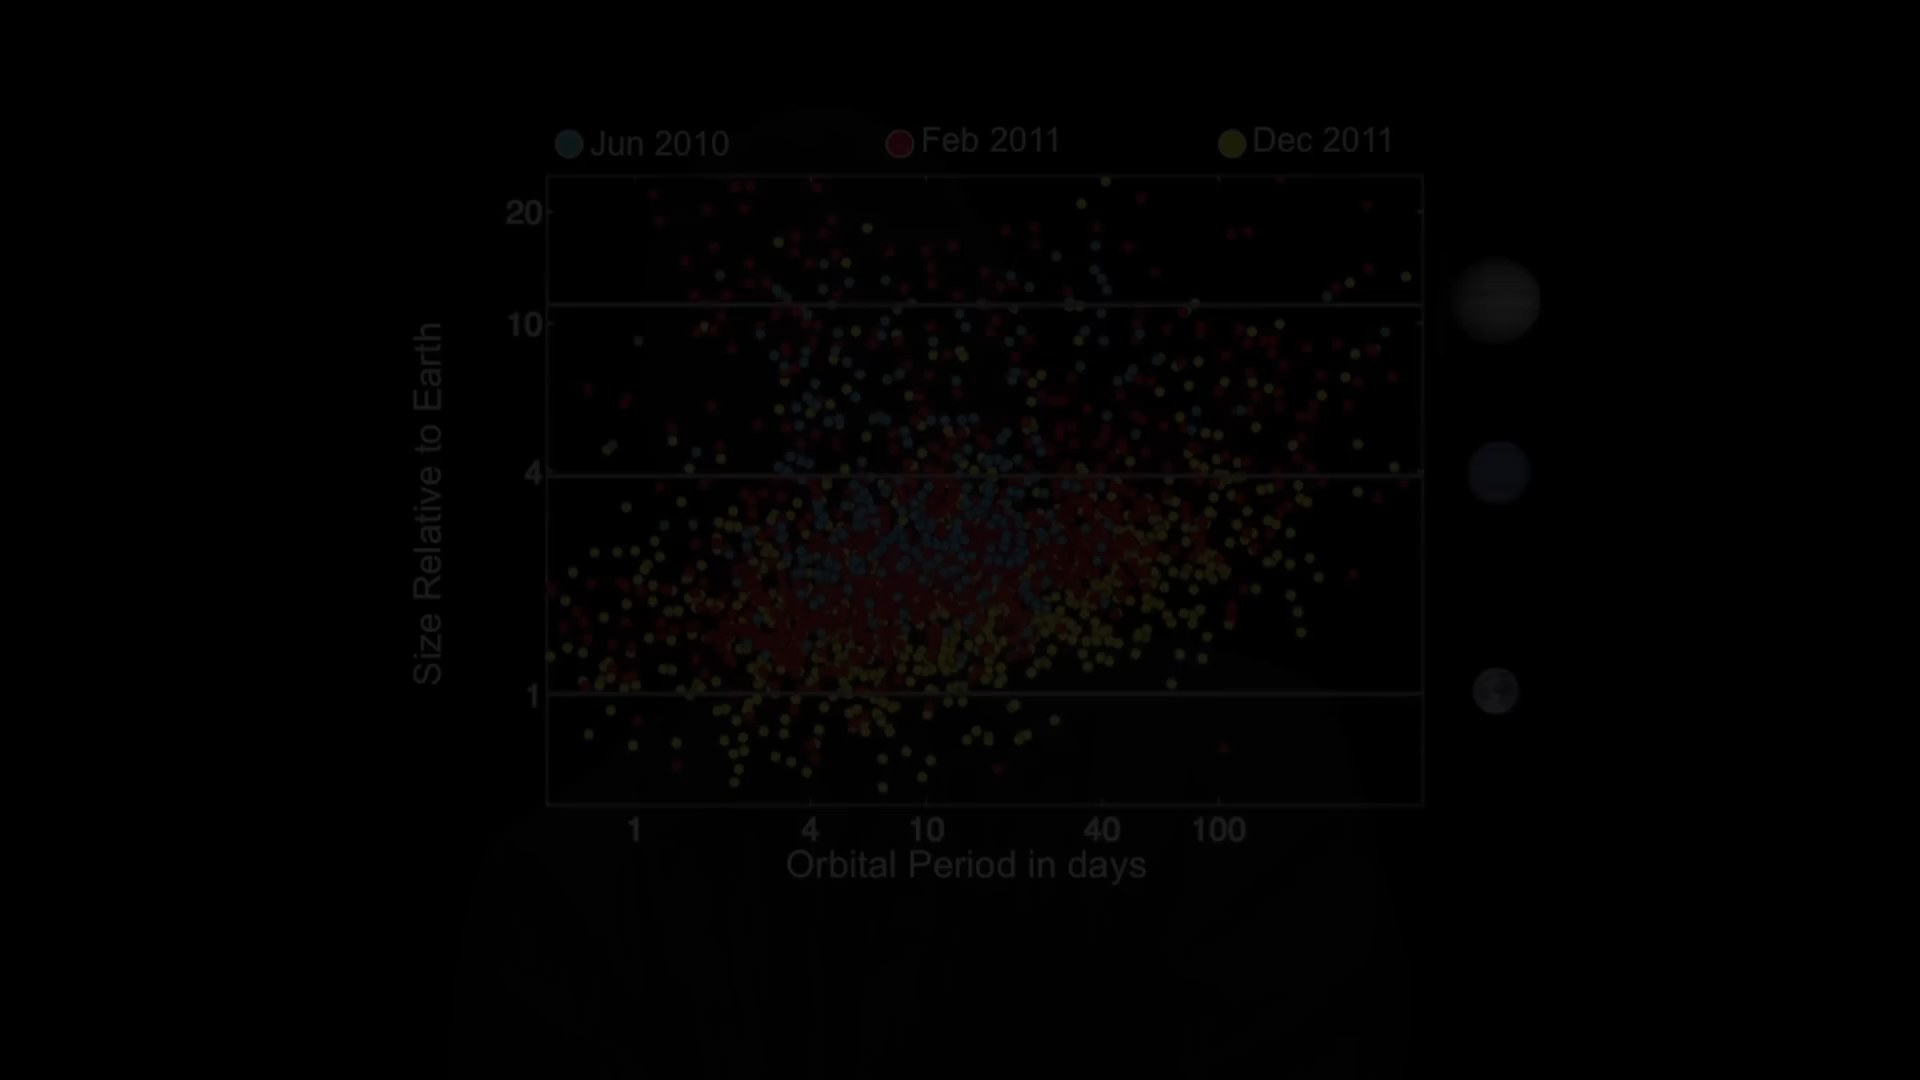 Jun 2010
Feb 2011
Dec 2011
20
10
4
1
Size Relative to Earth
1
4
10
40
100
Orbital Period in days